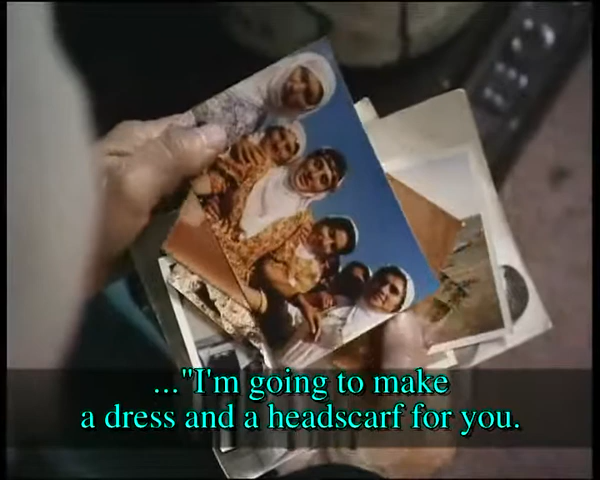 ..."I'm going to make
a dress and a headscarf for you.